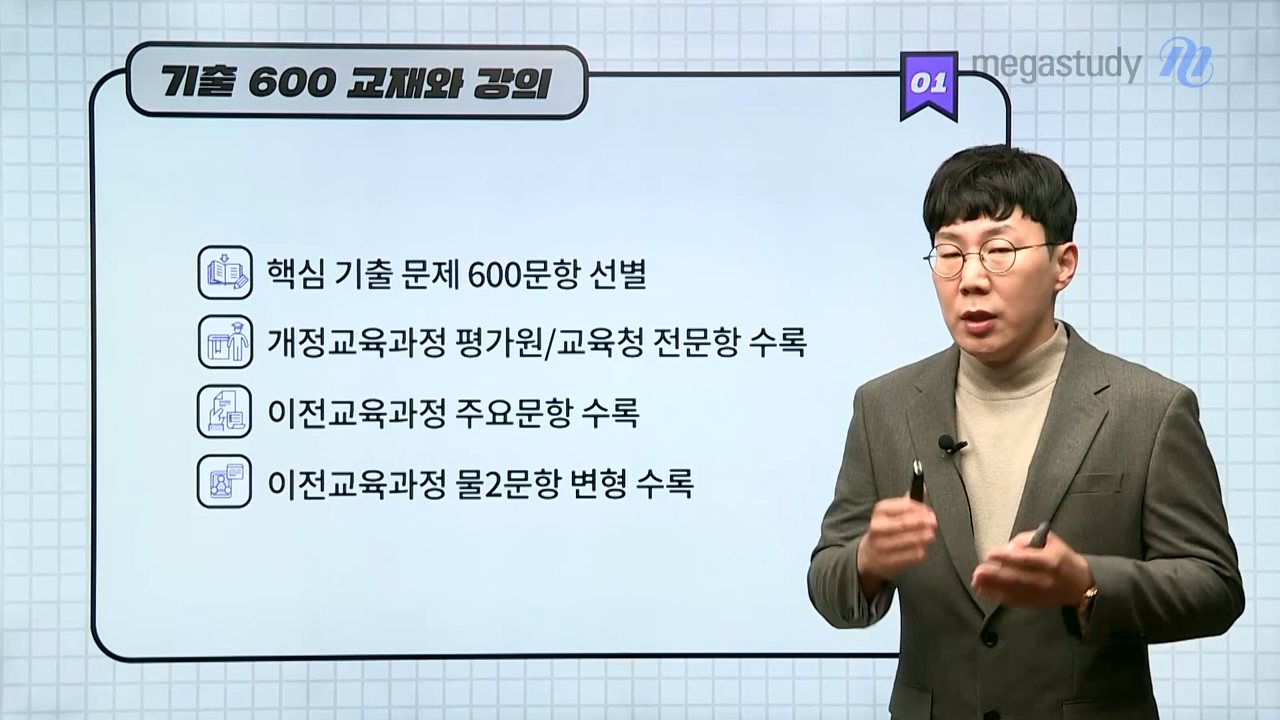 기출 600 교재와 강의
01
megastudy
핵심 기출 문제 600문항 선별
개정교육과정 평가원/교육청 전문항 수록
이전교육과정 주요문항 수록
이전교육과정 물2문항 변형 수록